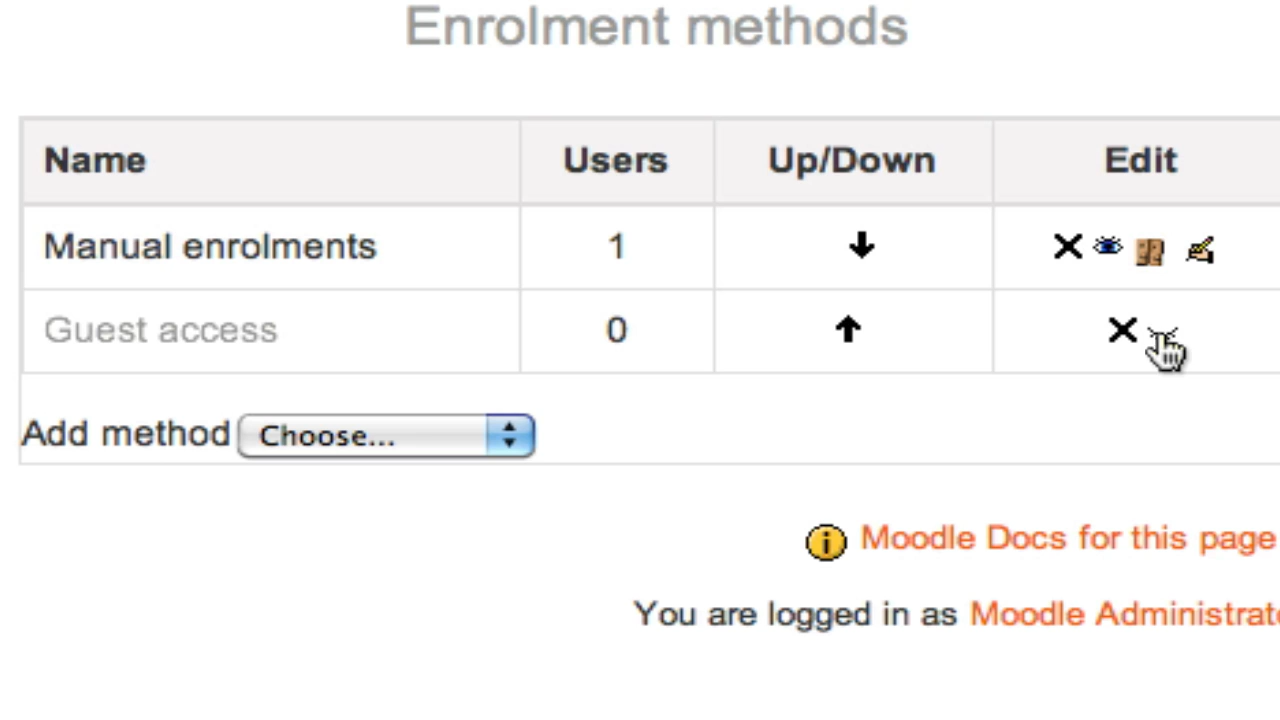 Enrolment methods
Name Users Up/Down Edit
Manual enrolments 1
Guest access 0
Add method Choose...
Moodle Docs for this page
You are logged in as Moodle Administrat